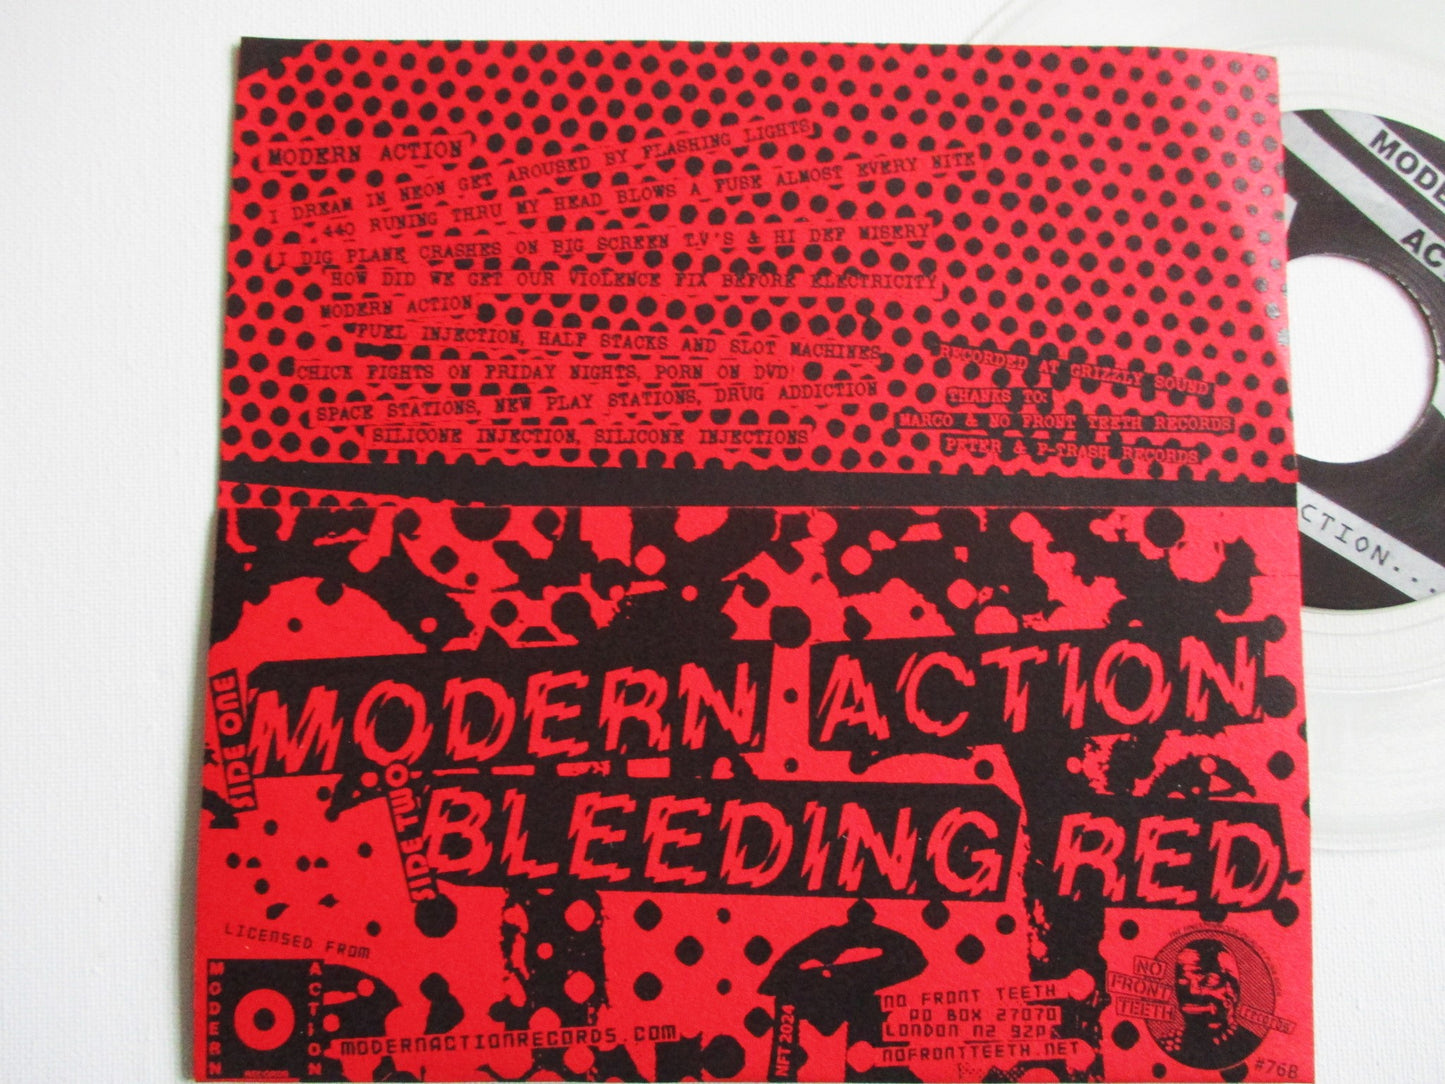 MODERN ACTION
I DREAM IN NEON GET AROUSED BY FLASHING LIGHTS
440 RUNING THRU MY HEAD BLOWS A FUSE ALMOST EVERY NITE
I DIG PLANE CRASHES ON BIG SCREEN T.V'S & HI DEF MISERY
HOW DID WE GET OUR VIOLENCE FIX BEFORE ELECTRICITY
MODERN ACTION
FUEL INJECTION, HALF STACKS AND SLOT MACHINES
CHICK FIGHTS ON FRIDAY NIGHTS, PORN ON DVD!
SPACE STATIONS, NEW PLAY STATIONS, DRUG ADDICTION
SILICONE INJECTION, SILICONE INJECTIONS
RECORDED AT GRIZZLY SOUND
THANKS TO:
MARCO & NO FRONT TEETH RECORDS
PETER & P-TRASH RECORDS
SIDE ONE
MODERN ACTION
SIDE TWO
BLEEDING RED
LICENSED FROM
MODERN
ACTION
RECORDS
MODERNACTIONRECORDS.COM
NFT 2024
NO FRONT TEETH
PO BOX 27070
LONDON N2 9ZP
NOFRONTTEETH.NET
NO
FRONT
TEETH
records
#76B
MODE
AC
CTION...